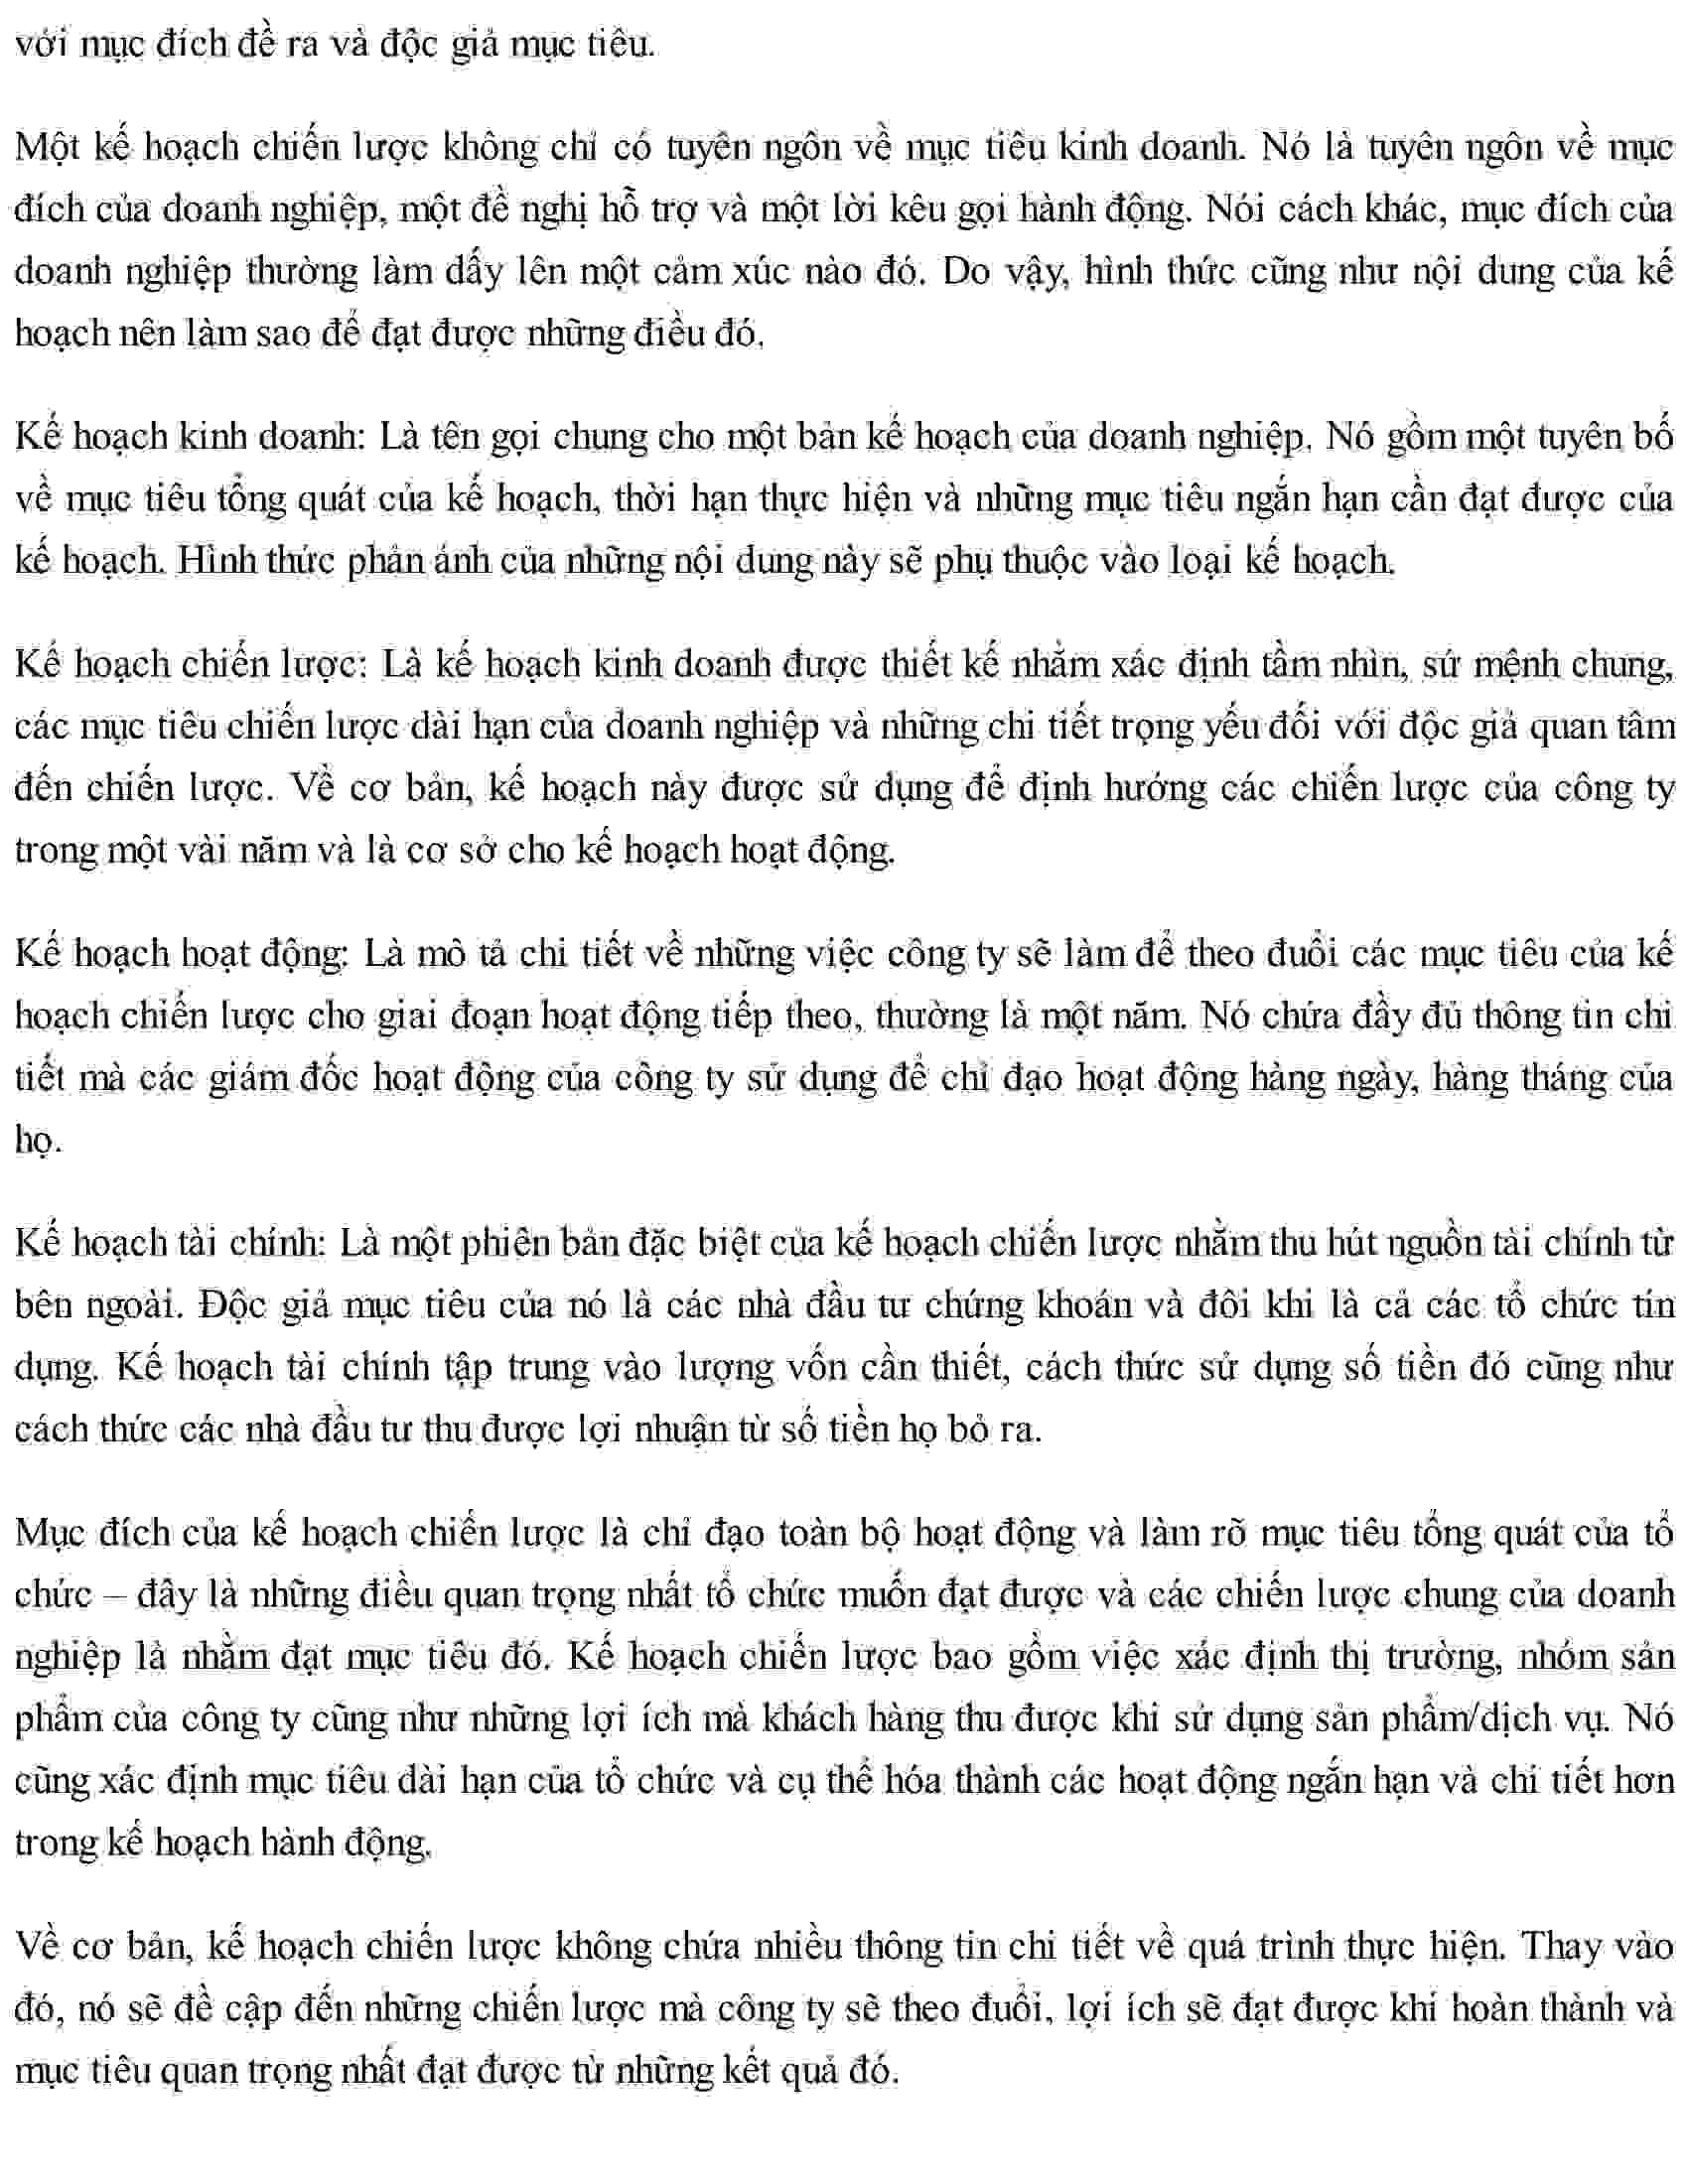 với mục đích đề ra và độc giả mục tiêu.
Một kế hoạch chiến lược không chỉ có tuyên ngôn về mục tiêu kinh doanh. Nó là tuyên ngôn về mục
đích của doanh nghiệp, một đề nghị hỗ trợ và một lời kêu gọi hành động. Nói cách khác, mục đích của
doanh nghiệp thường làm dấy lên một cảm xúc nào đó. Do vậy, hình thức cũng như nội dung của kế
hoạch nên làm sao để đạt được những điều đó.
Kế hoạch kinh doanh: Là tên gọi chung cho một bản kế hoạch của doanh nghiệp. Nó gồm một tuyên bố
về mục tiêu tổng quát của kế hoạch, thời hạn thực hiện và những mục tiêu ngắn hạn cần đạt được của
kế hoạch. Hình thức phản ánh của những nội dung này sẽ phụ thuộc vào loại kế hoạch.
Kế hoạch chiến lược: Là kế hoạch kinh doanh được thiết kế nhằm xác định tầm nhìn, sứ mệnh chung,
các mục tiêu chiến lược dài hạn của doanh nghiệp và những chi tiết trọng yếu đối với độc giả quan tâm
đến chiến lược. Về cơ bản, kế hoạch này được sử dụng để định hướng các chiến lược của công ty
trong một vài năm và là cơ sở cho kế hoạch hoạt động.
Kế hoạch hoạt động: Là mô tả chi tiết về những việc công ty sẽ làm để theo đuổi các mục tiêu của kế
hoạch chiến lược cho giai đoạn hoạt động tiếp theo, thường là một năm. Nó chứa đầy đủ thông tin chi
tiết mà các giám đốc hoạt động của công ty sử dụng để chỉ đạo hoạt động hàng ngày, hàng tháng của
họ.
Kế hoạch tài chính: Là một phiên bản đặc biệt của kế hoạch chiến lược nhằm thu hút nguồn tài chính từ
bên ngoài. Độc giả mục tiêu của nó là các nhà đầu tư chứng khoán và đôi khi là cả các tổ chức tín
dụng. Kế hoạch tài chính tập trung vào lượng vốn cần thiết, cách thức sử dụng số tiền đó cũng như
cách thức các nhà đầu tư thu được lợi nhuận từ số tiền họ bỏ ra.
Mục đích của kế hoạch chiến lược là chỉ đạo toàn bộ hoạt động và làm rõ mục tiêu tổng quát của tổ
chức – đây là những điều quan trọng nhất tổ chức muốn đạt được và các chiến lược chung của doanh
nghiệp là nhằm đạt mục tiêu đó. Kế hoạch chiến lược bao gồm việc xác định thị trường, nhóm sản
phẩm của công ty cũng như những lợi ích mà khách hàng thu được khi sử dụng sản phẩm/dịch vụ. Nó
cũng xác định mục tiêu dài hạn của tổ chức và cụ thể hóa thành các hoạt động ngắn hạn và chi tiết hơn
trong kế hoạch hành động.
Về cơ bản, kế hoạch chiến lược không chứa nhiều thông tin chi tiết về quá trình thực hiện. Thay vào
đó, nó sẽ đề cập đến những chiến lược mà công ty sẽ theo đuổi, lợi ích sẽ đạt được khi hoàn thành và
mục tiêu quan trọng nhất đạt được từ những kết quả đó.